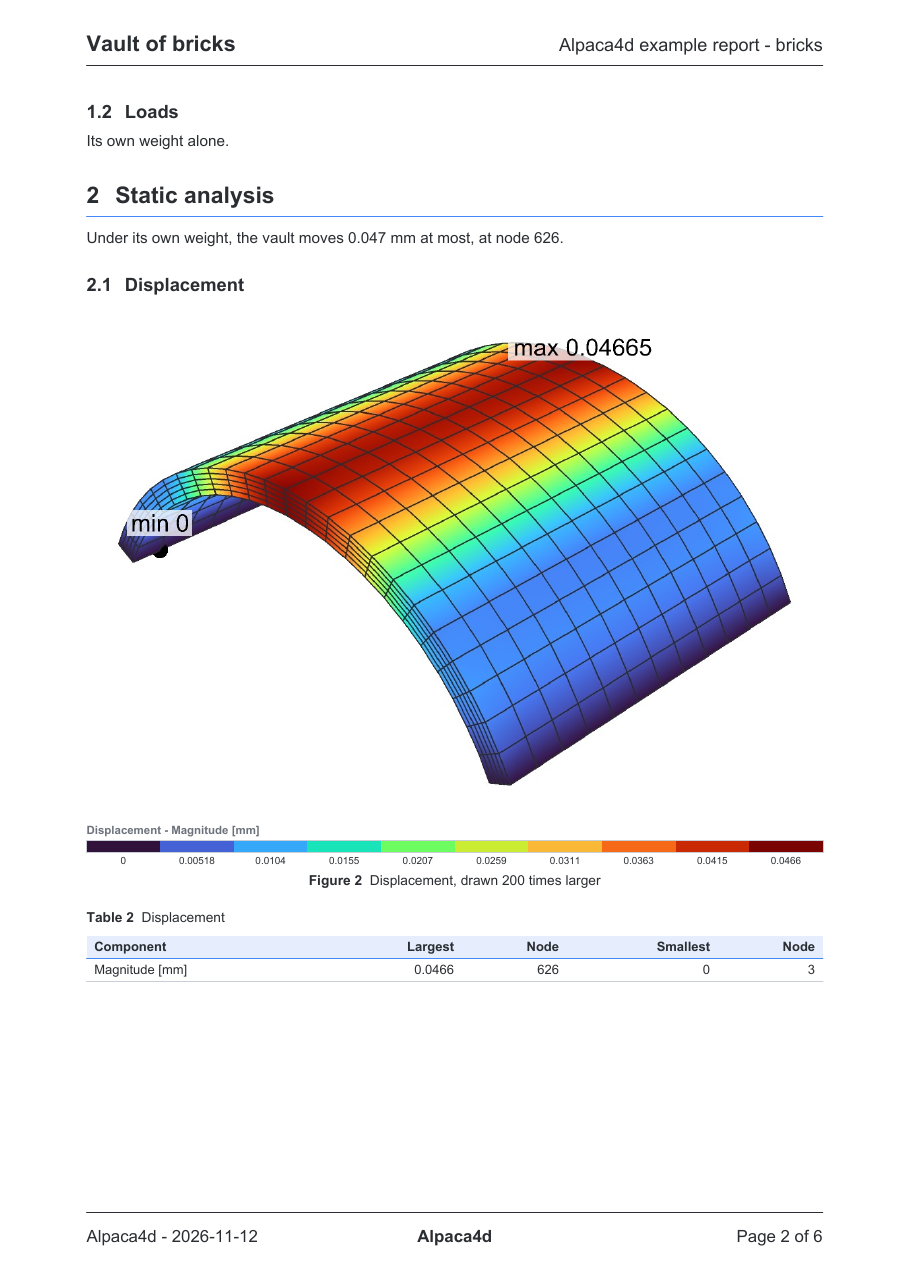 Vault of bricks
Alpaca4d example report - bricks
1.2 Loads
Its own weight alone.
2 Static analysis
Under its own weight, the vault moves 0.047 mm at most, at node 626.
2.1 Displacement
max 0.04665
min 0
Displacement - Magnitude [mm]
0 0.00518 0.0104 0.0155 0.0207 0.0259 0.0311 0.0363 0.0415 0.0466
Figure 2 Displacement, drawn 200 times larger
Table 2 Displacement
Component Largest Node Smallest Node
Magnitude [mm] 0.0466 626 0 3
Alpaca4d - 2026-11-12 Alpaca4d Page 2 of 6